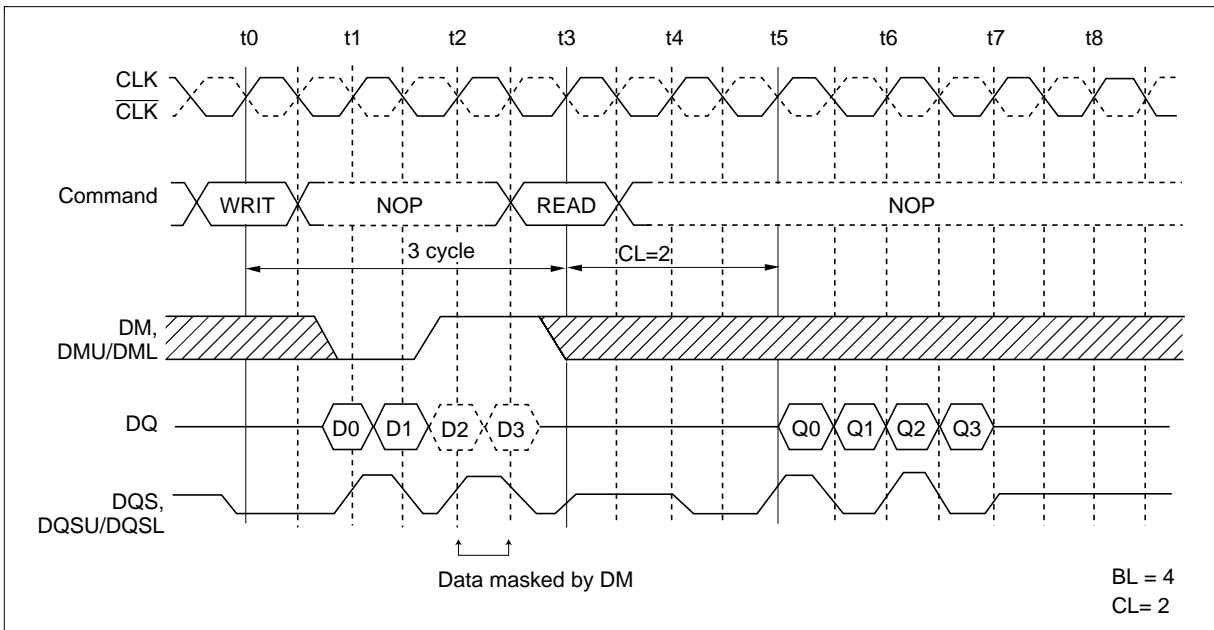 t0 t1 t2 t3 t4 t5 t6 t7 t8
CLK
CLK
Command WRIT NOP READ NOP
3 cycle CL=2
DM,
DMU/DML
DQ D0 D1 D2 D3 Q0 Q1 Q2 Q3
DQS,
DQSU/DQSL
Data masked by DM
BL = 4
CL= 2